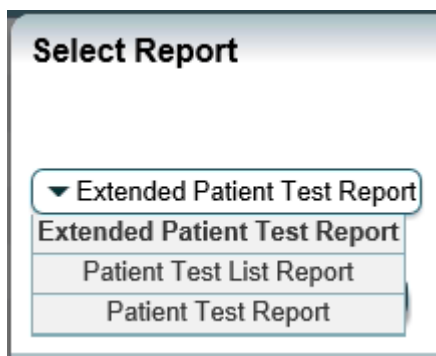 Select Report
Extended Patient Test Report
Extended Patient Test Report
Patient Test List Report
Patient Test Report